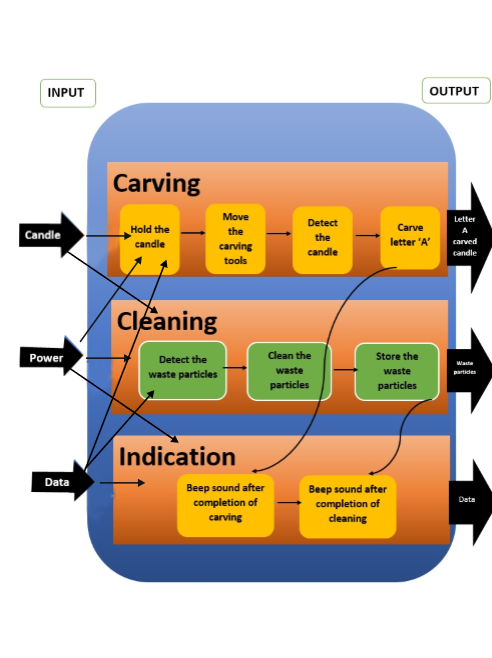 INPUT
OUTPUT
Carving
Candle
Hold the
candle
Move
the
carving
tools
Detect
the
candle
Carve
letter ‘A’
Letter
A
carved
candle
Cleaning
Power
Detect the
waste particles
Clean the
waste
particles
Store the
waste
particles
Waste
particles
Indication
Data
Beep sound after
completion of
carving
Beep sound after
completion of
cleaning
Data